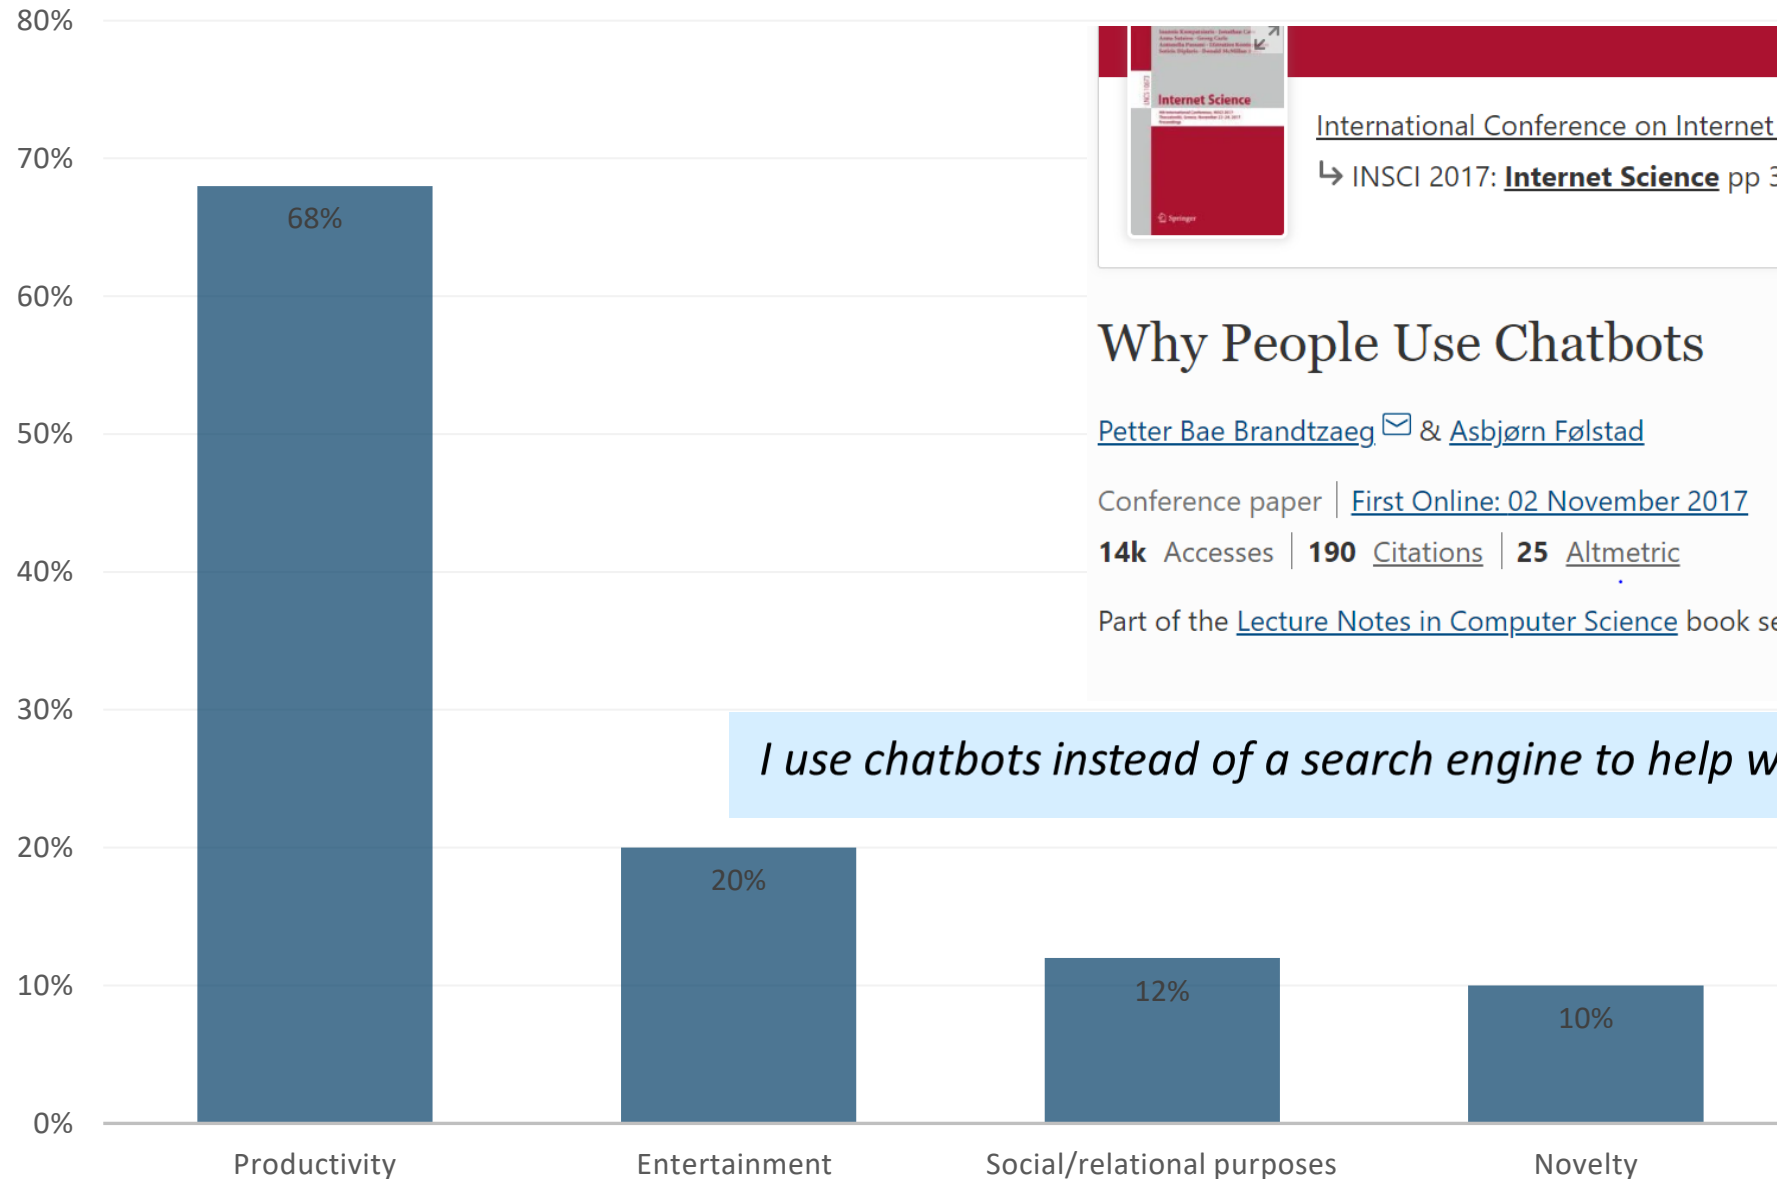 80%
70%
60%
50%
40%
30%
20%
10%
0%
68%
20%
12%
10%
Productivity
Entertainment
Social/relational purposes
Novelty
Internet Science
Springer
International Conference on Internet
INSCI 2017: Internet Science pp 3
Why People Use Chatbots
Petter Bae Brandtzaeg & Asbjørn Følstad
Conference paper | First Online: 02 November 2017
14k Accesses | 190 Citations | 25 Altmetric
Part of the Lecture Notes in Computer Science book se
I use chatbots instead of a search engine to help w